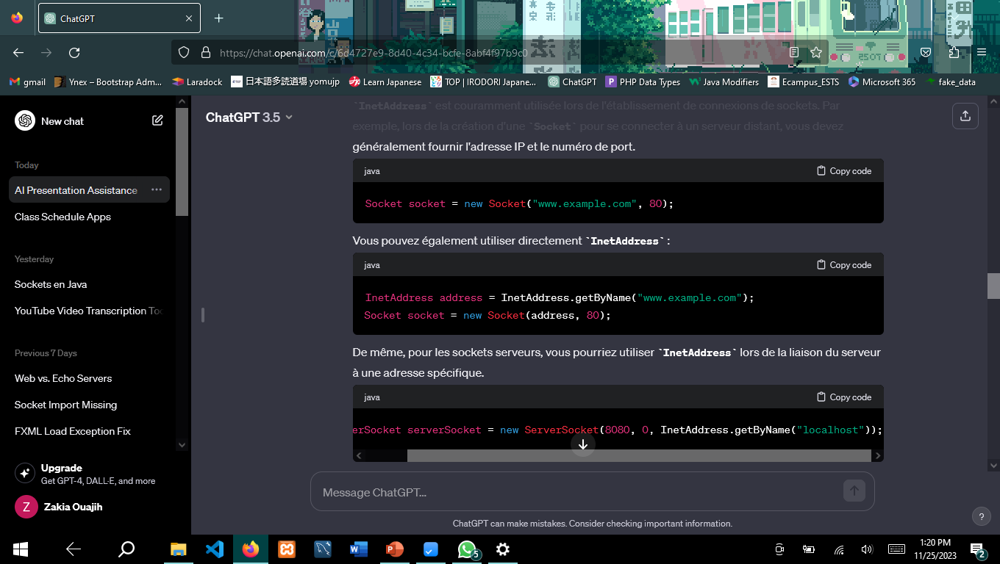 ChatGPT
https://chat.openai.com/c/6d4727e9-8d40-4c34-bcfe-8abf4f97b9c0
gmail
Ynex – Bootstrap Adm...
Laradock
日本語多読道場 yomujp
Learn Japanese
TOP | IRODORI Japane...
ChatGPT
PHP Data Types
Java Modifiers
Ecampus_ESTS
Microsoft 365
fake_data
New chat
Today
AI Presentation Assistance
Class Schedule Apps
Yesterday
Sockets en Java
YouTube Video Transcription Too
Previous 7 Days
Web vs. Echo Servers
Socket Import Missing
FXML Load Exception Fix
Upgrade
Get GPT-4, DALL·E, and more
Z
Zakia Ouajih
ChatGPT 3.5
`InetAddress` est couramment utilisée lors de l'établissement de connexions de sockets. Par
exemple, lors de la création d'une `Socket` pour se connecter à un serveur distant, vous devez
généralement fournir l'adresse IP et le numéro de port.
java
Copy code
Socket socket = new Socket("www.example.com", 80);
Vous pouvez également utiliser directement `InetAddress` :
java
Copy code
InetAddress address = InetAddress.getByName("www.example.com");
Socket socket = new Socket(address, 80);
De même, pour les sockets serveurs, vous pourriez utiliser `InetAddress` lors de la liaison du serveur
à une adresse spécifique.
java
Copy code
erSocket serverSocket = new ServerSocket(8080, 0, InetAddress.getByName("localhost"));
Message ChatGPT...
ChatGPT can make mistakes. Consider checking important information.
?
5
1:20 PM
11/25/2023
2